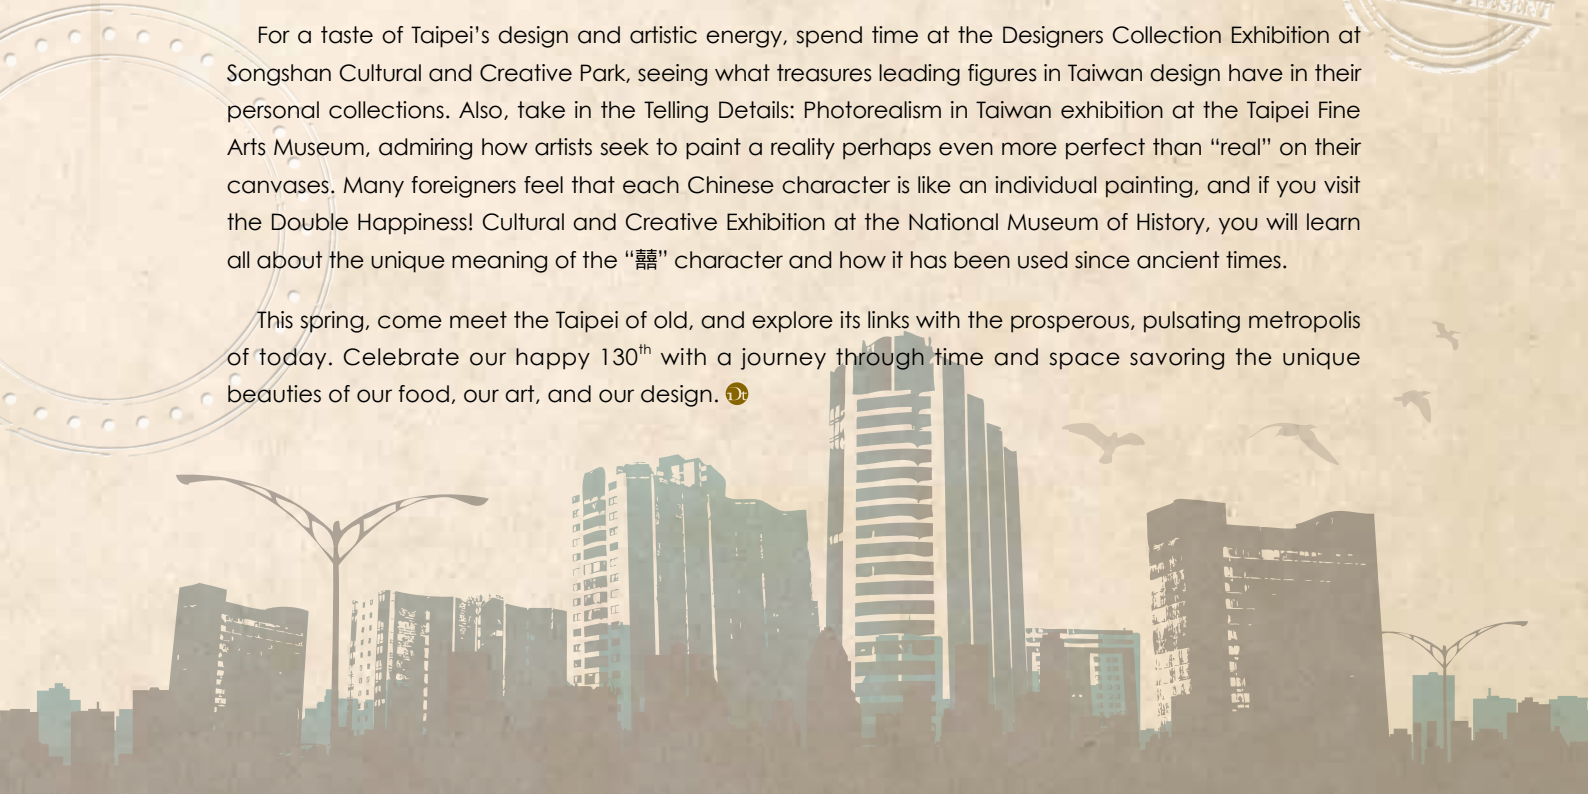 PRESENT
For a taste of Taipei’s design and artistic energy, spend time at the Designers Collection Exhibition at
Songshan Cultural and Creative Park, seeing what treasures leading figures in Taiwan design have in their
personal collections. Also, take in the Telling Details: Photorealism in Taiwan exhibition at the Taipei Fine
Arts Museum, admiring how artists seek to paint a reality perhaps even more perfect than “real” on their
canvases. Many foreigners feel that each Chinese character is like an individual painting, and if you visit
the Double Happiness! Cultural and Creative Exhibition at the National Museum of History, you will learn
all about the unique meaning of the “囍” character and how it has been used since ancient times.
This spring, come meet the Taipei of old, and explore its links with the prosperous, pulsating metropolis
of today. Celebrate our happy 130th with a journey through time and space savoring the unique
beauties of our food, our art, and our design.